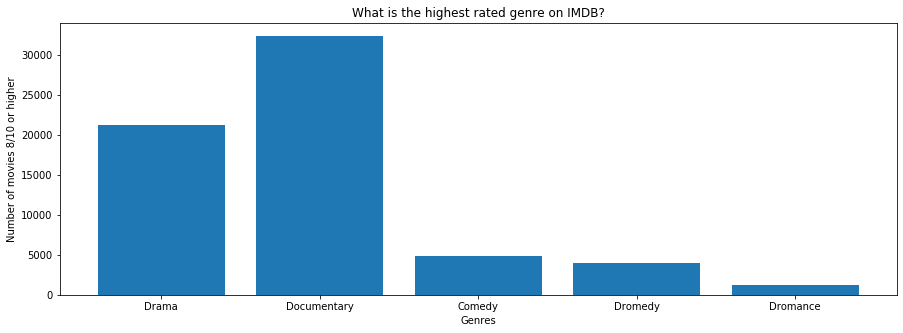 What is the highest rated genre on IMDB?
Number of movies 8/10 or higher
30000
25000
20000
15000
10000
5000
0
Drama Documentary Comedy Dromedy Dromance
Genres